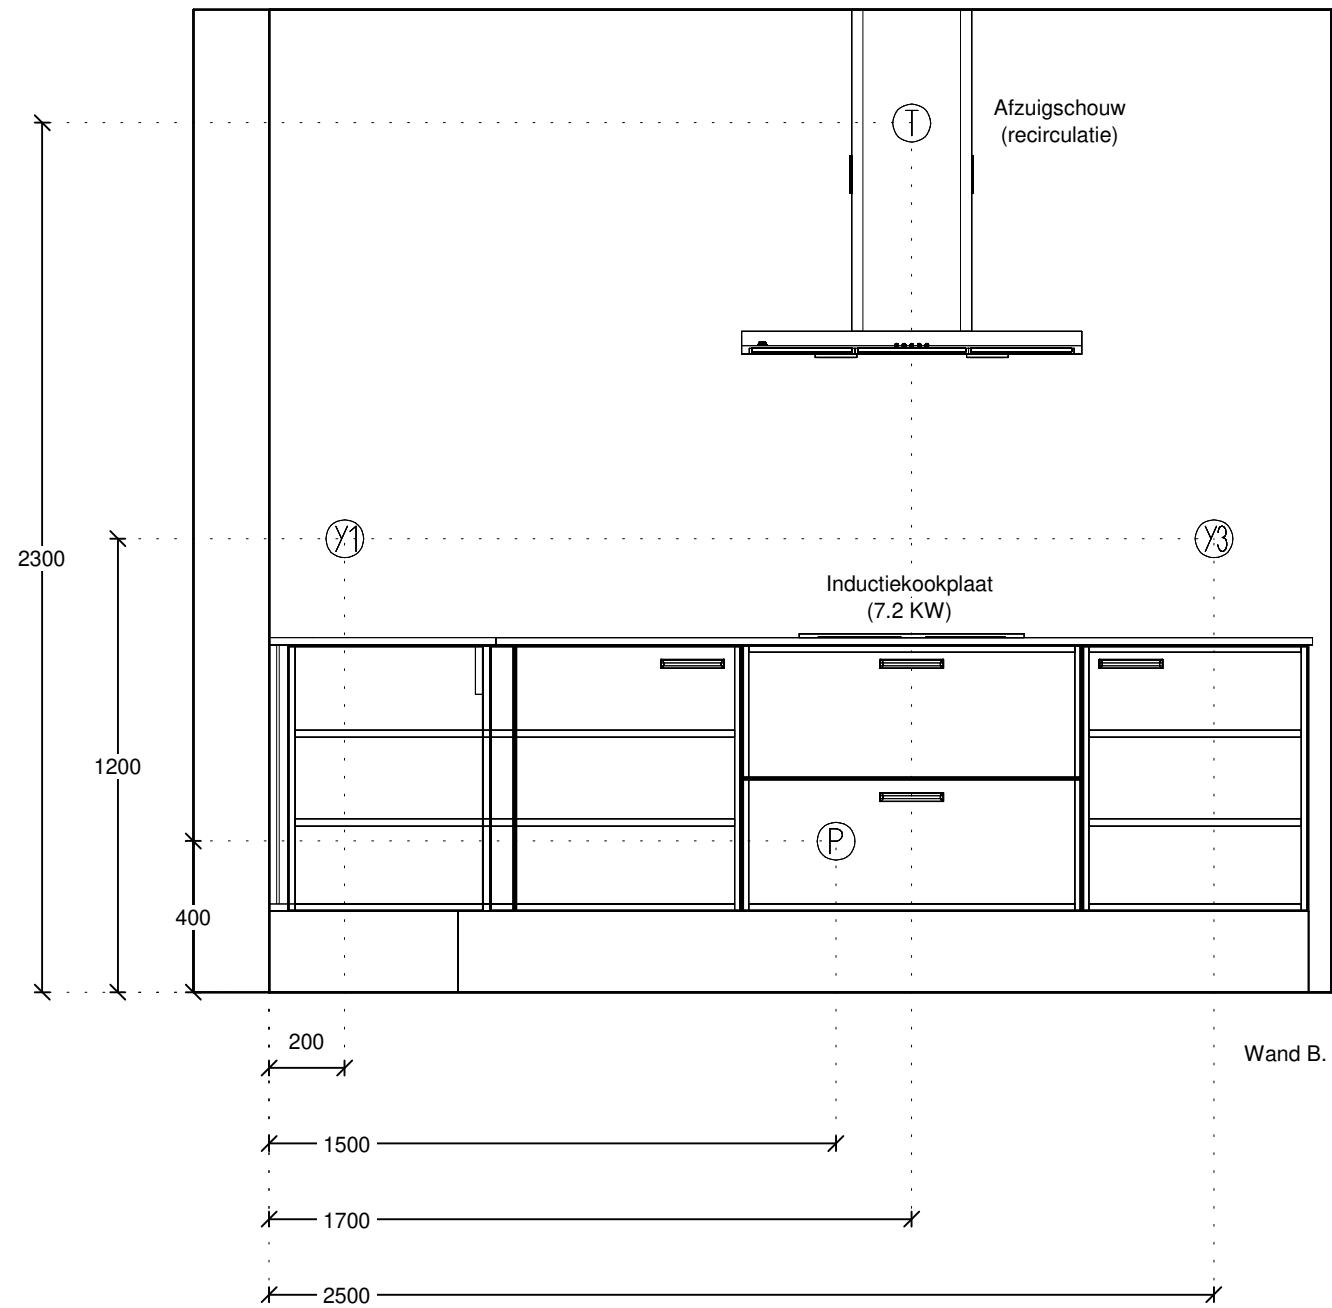 T
Afzuigschouw
(recirculatie)
Y1
Y3
2300
Inductiekookplaat
(7.2 KW)
1200
P
400
200
Wand B.
1500
1700
2500